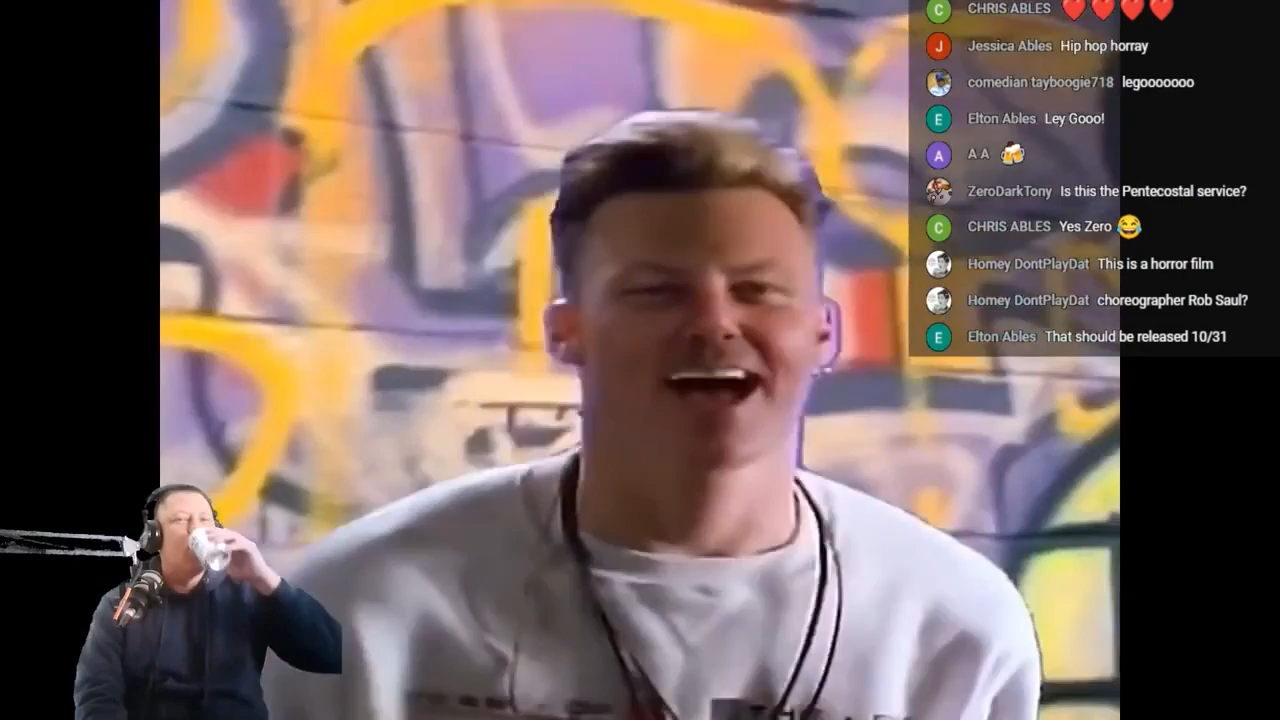 C CHRIS ABLES
J Jessica Ables Hip hop horray
comedian tayboogie718 legooooooo
E Elton Ables Ley Gooo!
A A A
ZeroDarkTony Is this the Pentecostal service?
C CHRIS ABLES Yes Zero
Homey DontPlayDat This is a horror film
Homey DontPlayDat choreographer Rob Saul?
E Elton Ables That should be released 10/31